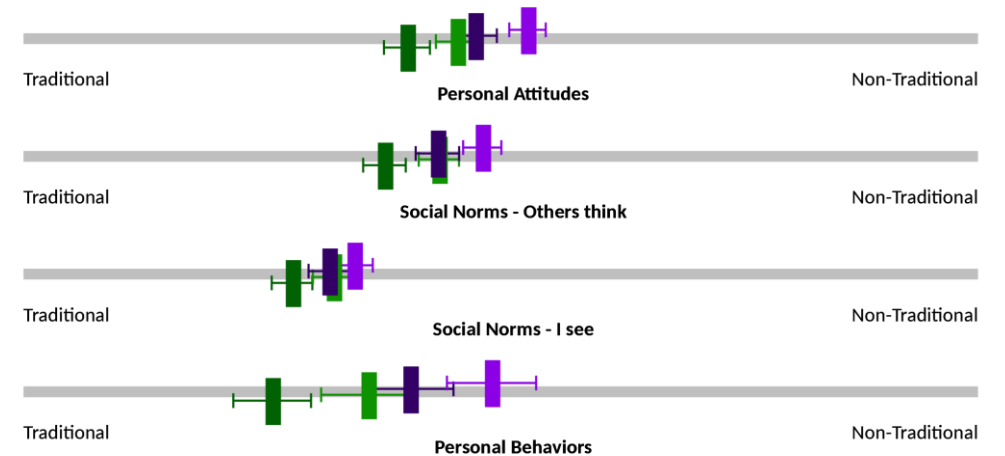 Traditional
Non-Traditional
Personal Attitudes
Traditional
Non-Traditional
Social Norms - Others think
Traditional
Non-Traditional
Social Norms - I see
Traditional
Non-Traditional
Personal Behaviors